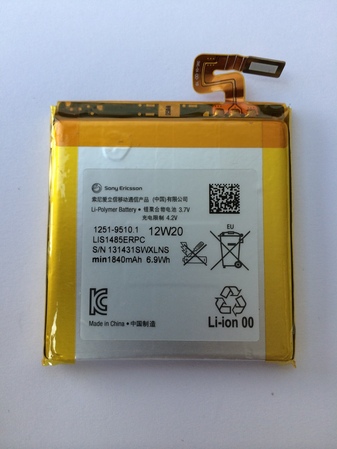 Sony Ericsson
索尼爱立信移动通信产品(中国)有限公司
Li-Polymer Battery • 锂聚合物电池 3.7V
充电限制 4.2V
1251-9510.1 12W20
LIS1485ERPC
S/N 131431SWXLNS
min1840mAh 6.9Wh
EU
Made in China • 中国制造
Li-ion 00